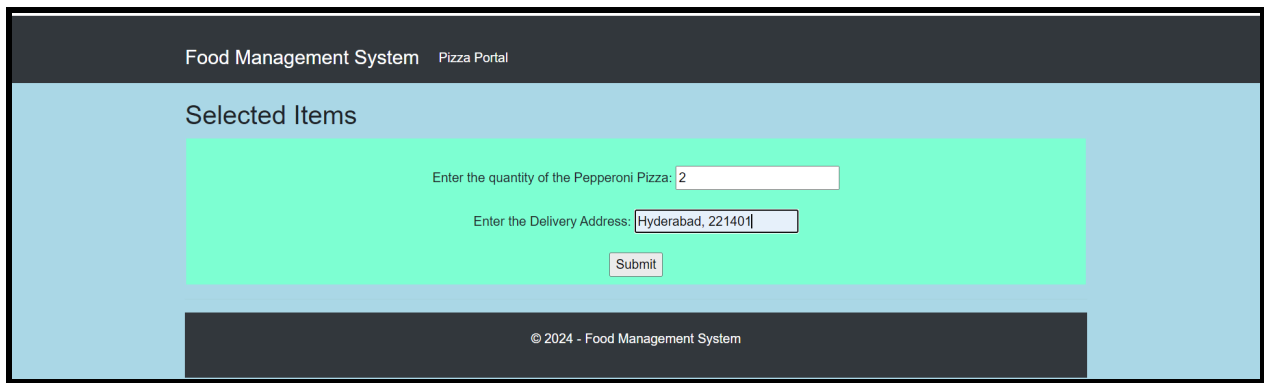 Food Management System Pizza Portal
Selected Items
Enter the quantity of the Pepperoni Pizza: 2
Enter the Delivery Address: Hyderabad, 221401
Submit
© 2024 - Food Management System